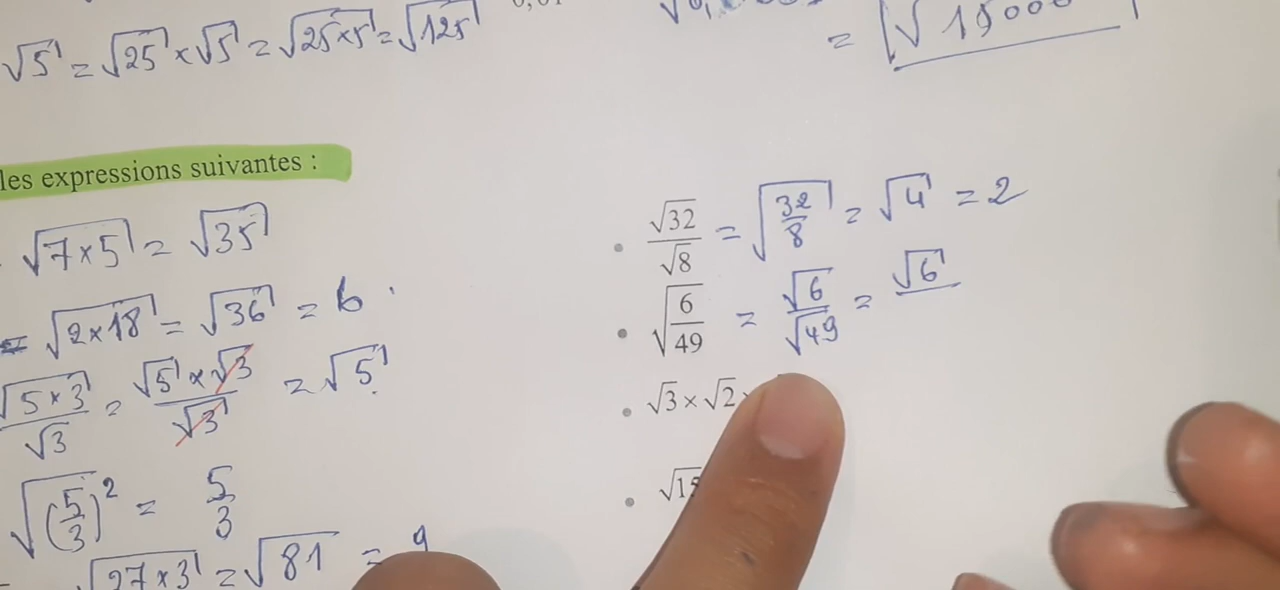 √5 = √25 × √5 = √25×5 = √125
= √15000
les expressions suivantes :
√7×5 = √35
= √2×18 = √36 = 6
√5×3/√3 = √5×√3/√3 = √5
√(5/3)² = 5/3
√27×3 = √81 = 9
• √32/√8 = √32/8 = √4 = 2
• √6/49 = √6/√49 = √6
• √3×√2
•